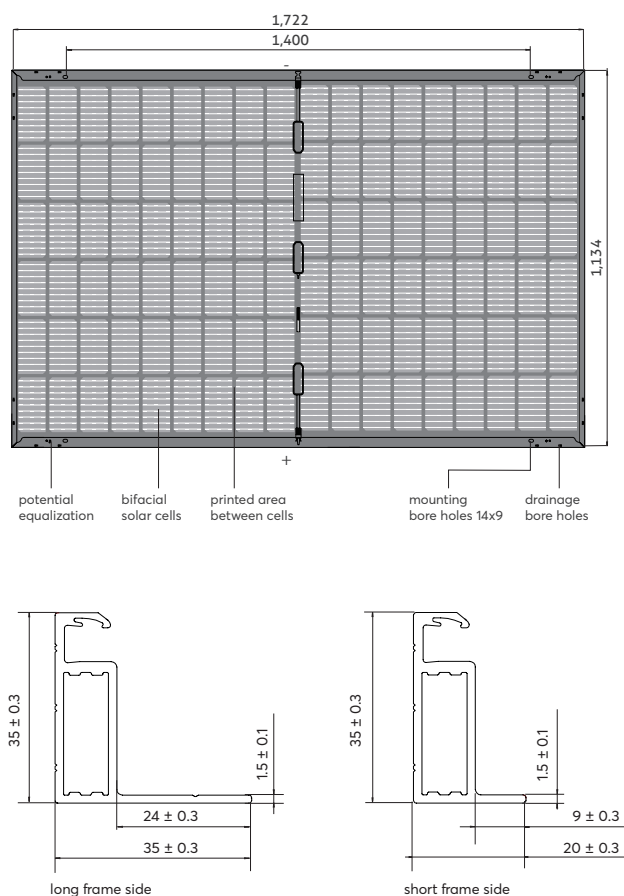 1,722
1,400
-
1,134
+
potential
equalization
bifacial
solar cells
printed area
between cells
mounting
bore holes 14x9
drainage
bore holes
35 ± 0.3
1.5 ± 0.1
24 ± 0.3
35 ± 0.3
long frame side
35 ± 0.3
1.5 ± 0.1
9 ± 0.3
20 ± 0.3
short frame side